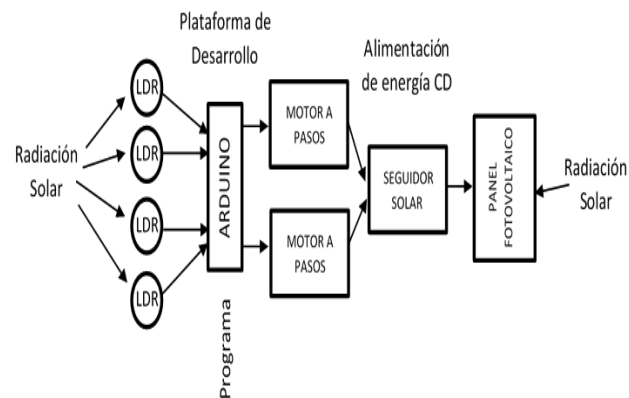 Plataforma de
Desarrollo
Alimentación
de energía CD
LDR
LDR
LDR
LDR
Radiación
Solar
ARDUINO
Programa
MOTOR A
PASOS
MOTOR A
PASOS
SEGUIDOR
SOLAR
PANEL
FOTOVOLTAICO
Radiación
Solar